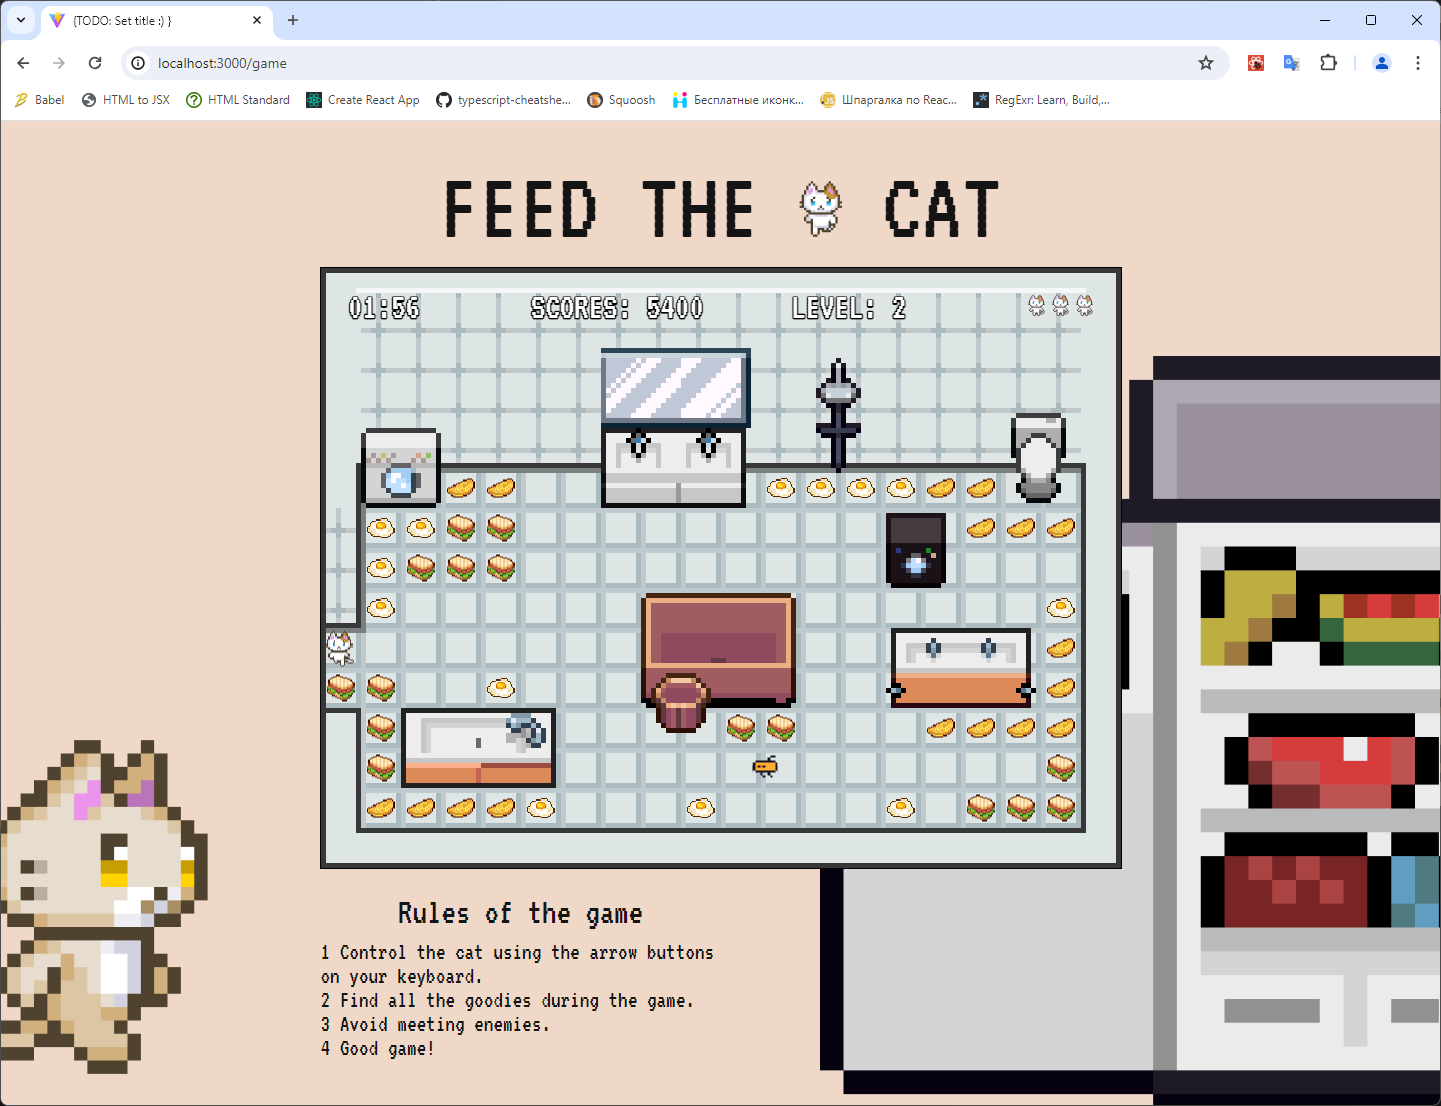 {TODO: Set title :) }
localhost:3000/game
Babel
HTML to JSX
HTML Standard
Create React App
typescript-cheatshe...
Squoosh
Бесплатные иконк...
Шпаргалка по Reac...
RegExr: Learn, Build,...
FEED THE CAT
01:56 SCORES: 5400 LEVEL: 2
Rules of the game
1 Control the cat using the arrow buttons
on your keyboard.
2 Find all the goodies during the game.
3 Avoid meeting enemies.
4 Good game!